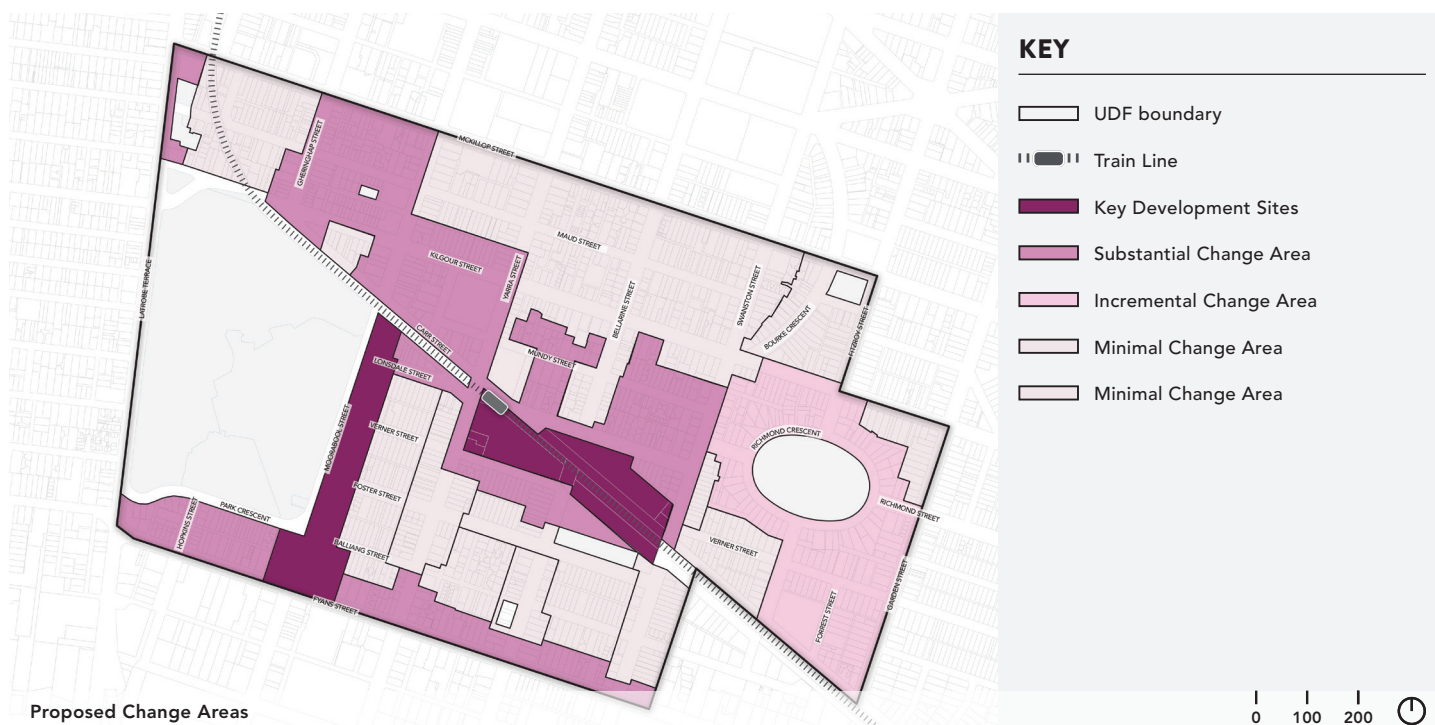 KEY
UDF boundary
Train Line
Key Development Sites
Substantial Change Area
Incremental Change Area
Minimal Change Area
Minimal Change Area
MCKILLOP STREET
GHERINGHAP STREET
MAUD STREET
KILGOUR STREET
YARRA STREET
LATROBE TERRACE
BELLARINE STREET
SWANSTON STREET
BOURKE CRESCENT
FITZROY STREET
CARR STREET
MUNDY STREET
LONSDALE STREET
MOORABOOL STREET
VERNER STREET
RICHMOND CRESCENT
FOSTER STREET
HOPKINS STREET
PARK CRESCENT
RICHMOND STREET
BALLIANG STREET
VERNER STREET
GARDEN STREET
FORREST STREET
FYANS STREET
Proposed Change Areas
0 100 200